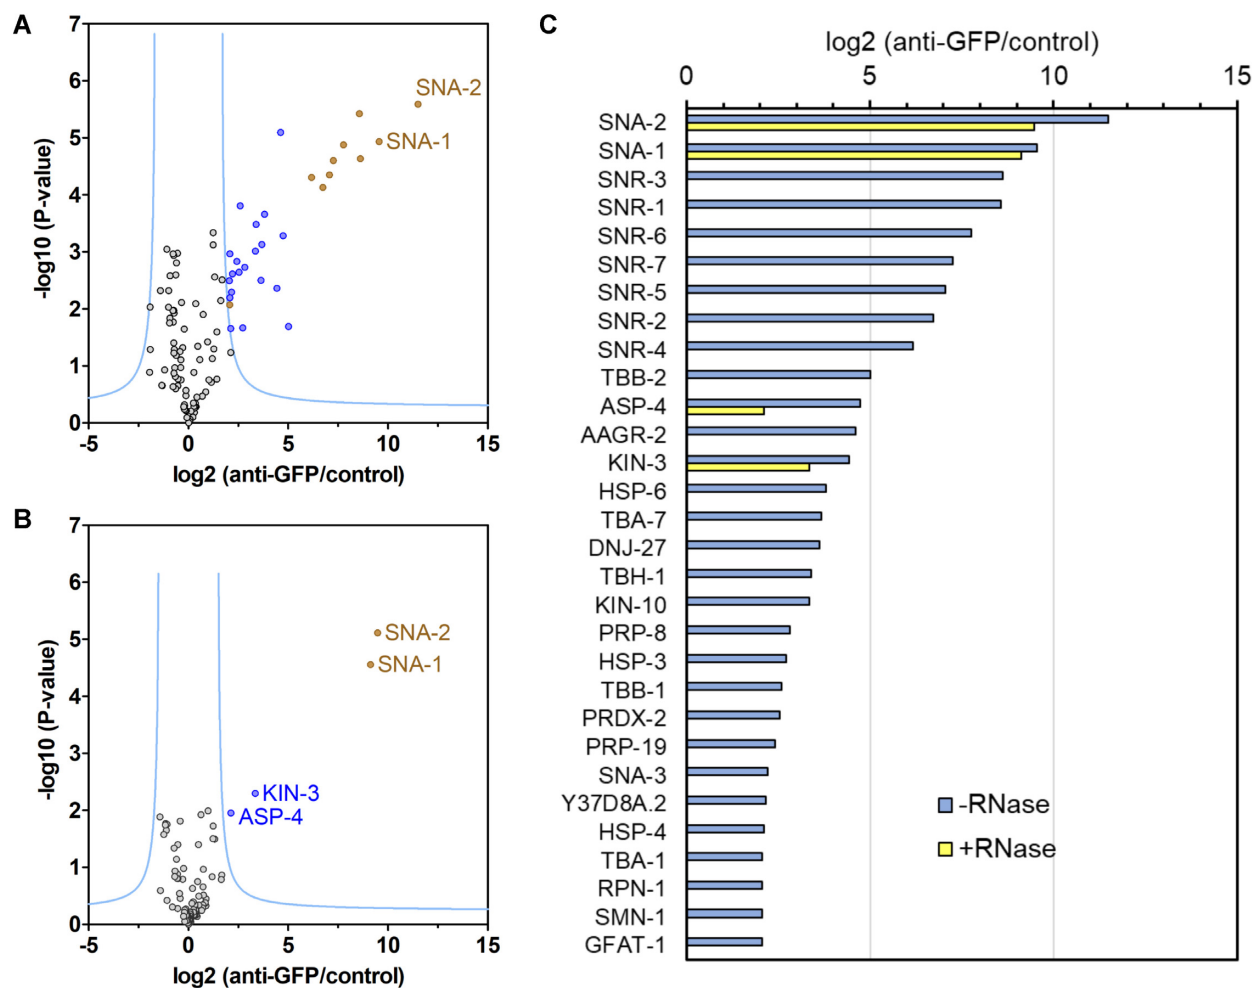 A
7
6
5
4
3
2
1
0
-log10 (P-value)
SNA-2
SNA-1
-5
0
5
10
15
log2 (anti-GFP/control)
B
7
6
5
4
3
2
1
0
-log10 (P-value)
SNA-2
SNA-1
KIN-3
ASP-4
-5
0
5
10
15
log2 (anti-GFP/control)
C
log2 (anti-GFP/control)
0
5
10
15
SNA-2
SNA-1
SNR-3
SNR-1
SNR-6
SNR-7
SNR-5
SNR-2
SNR-4
TBB-2
ASP-4
AAGR-2
KIN-3
HSP-6
TBA-7
DNJ-27
TBH-1
KIN-10
PRP-8
HSP-3
TBB-1
PRDX-2
PRP-19
SNA-3
Y37D8A.2
HSP-4
TBA-1
RPN-1
SMN-1
GFAT-1
-RNase
+RNase